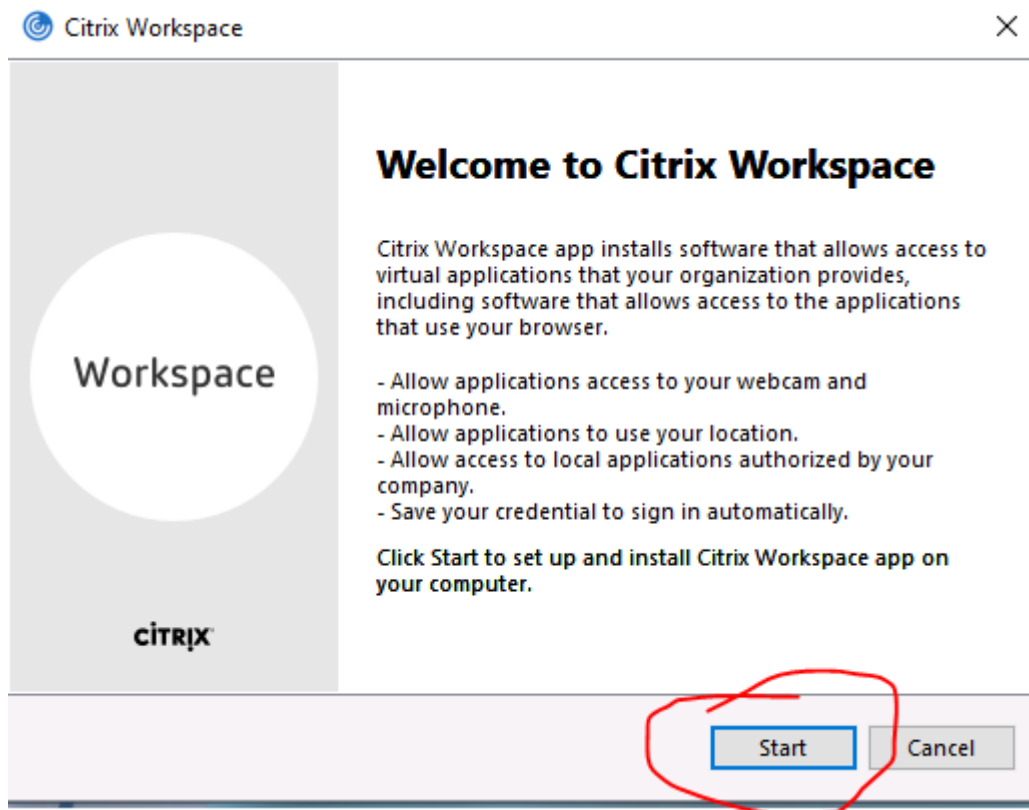 Citrix Workspace
Welcome to Citrix Workspace
Citrix Workspace app installs software that allows access to
virtual applications that your organization provides,
including software that allows access to the applications
that use your browser.
Workspace
- Allow applications access to your webcam and
microphone.
- Allow applications to use your location.
- Allow access to local applications authorized by your
company.
- Save your credential to sign in automatically.
Click Start to set up and install Citrix Workspace app on
your computer.
CİTRIX
Start
Cancel